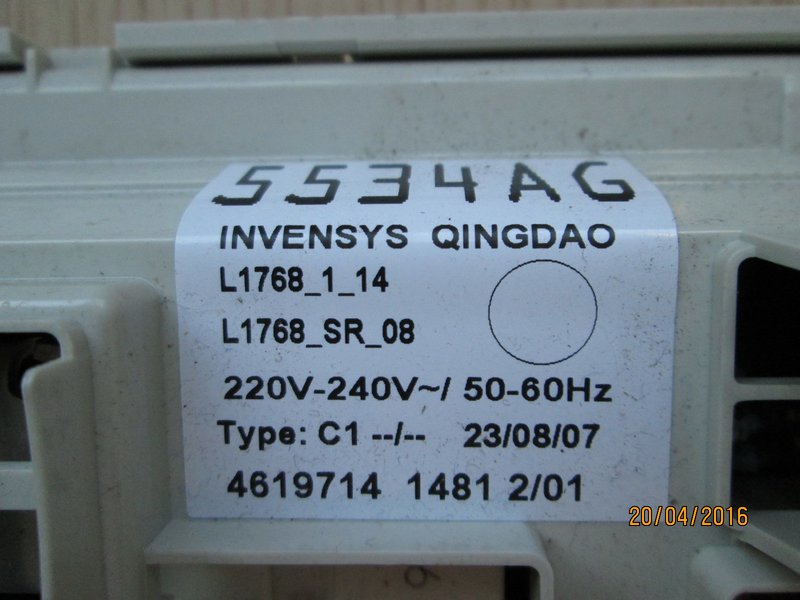 5534AG
INVENSYS QINGDAO
L1768_1_14
L1768_SR_08
220V-240V~/ 50-60Hz
Type: C1 --/-- 23/08/07
4619714 1481 2/01
20/04/2016